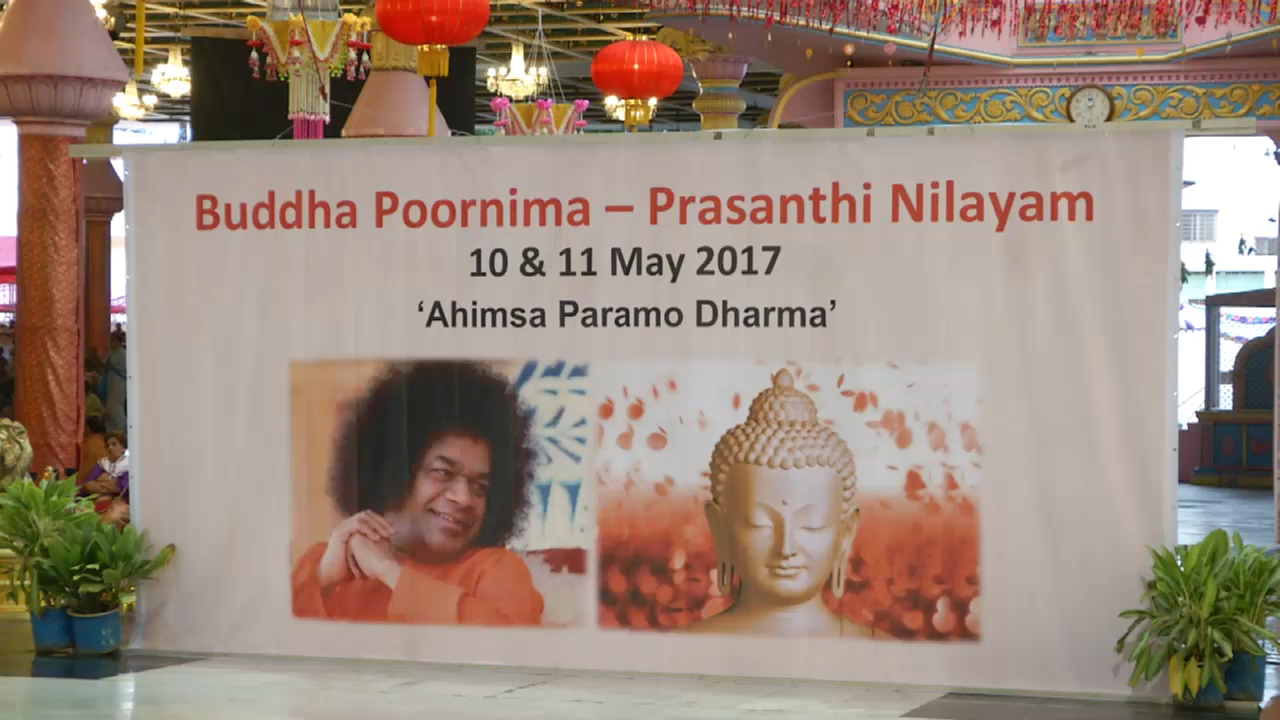 Buddha Poornima – Prasanthi Nilayam
10 & 11 May 2017
‘Ahimsa Paramo Dharma’